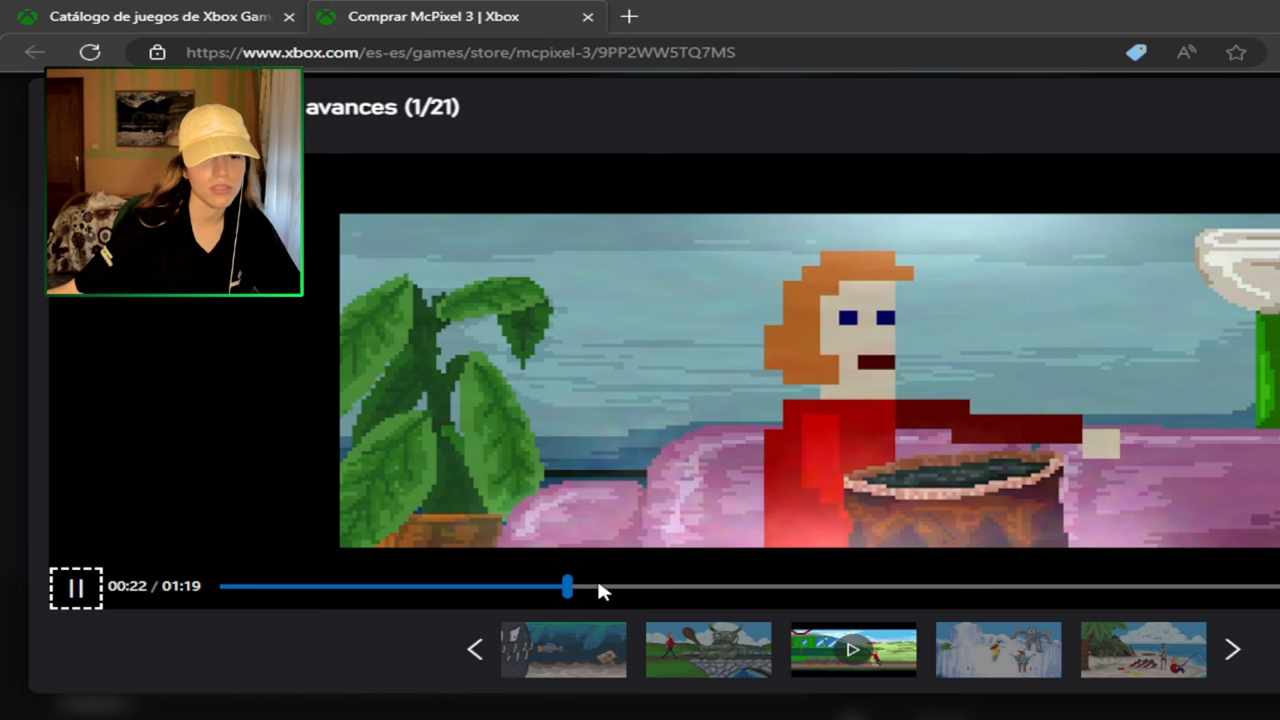 Catálogo de juegos de Xbox Gam
Comprar McPixel 3 | Xbox
https://www.xbox.com/es-es/games/store/mcpixel-3/9PP2WW5TQ7MS
avances (1/21)
00:22 / 01:19